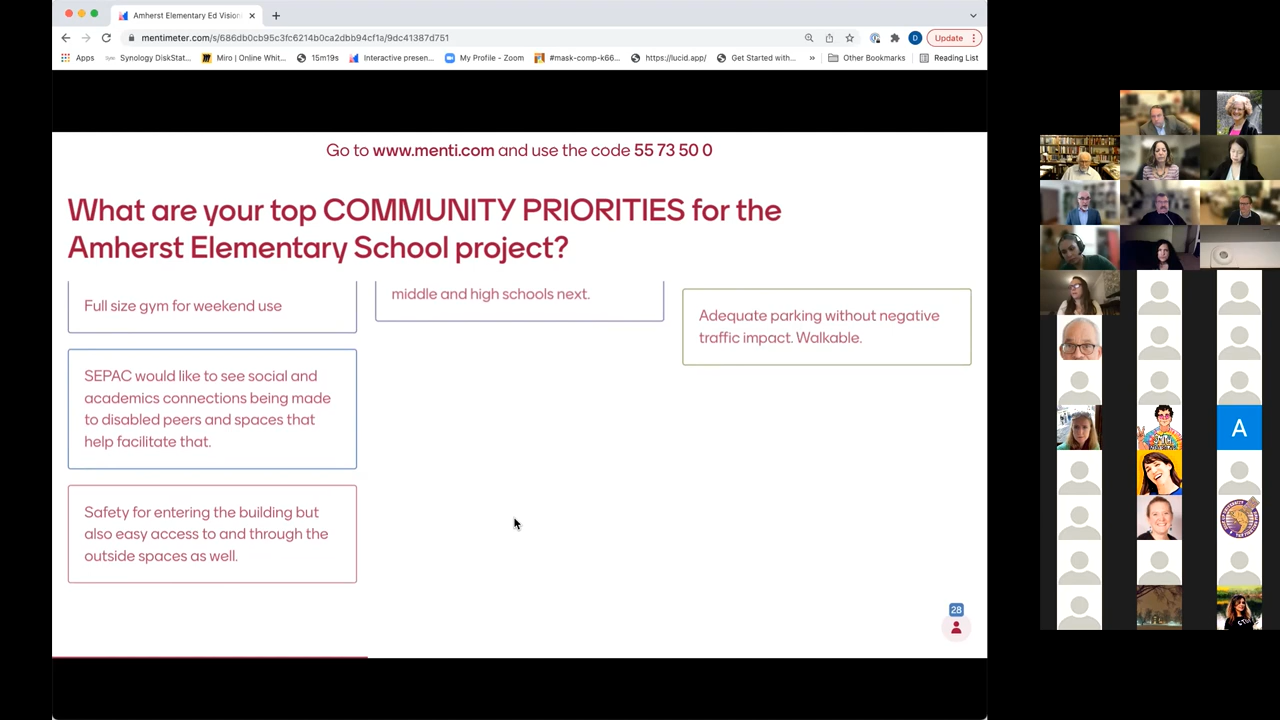 Amherst Elementary Ed Vision
mentimeter.com/s/686db0cb95c3fc6214b0ca2dbb94cf1a/9dc41387d751
D
Update
Apps
Synology DiskStat...
Miro | Online Whit...
15m19s
Interactive presen...
My Profile - Zoom
#mask-comp-k66...
https://lucid.app/
Get Started with...
»
Other Bookmarks
Reading List
Go to www.menti.com and use the code 55 73 50 0
What are your top COMMUNITY PRIORITIES for the
Amherst Elementary School project?
Full size gym for weekend use
SEPAC would like to see social and
academics connections being made
to disabled peers and spaces that
help facilitate that.
Safety for entering the building but
also easy access to and through the
outside spaces as well.
middle and high schools next.
Adequate parking without negative
traffic impact. Walkable.
28
A